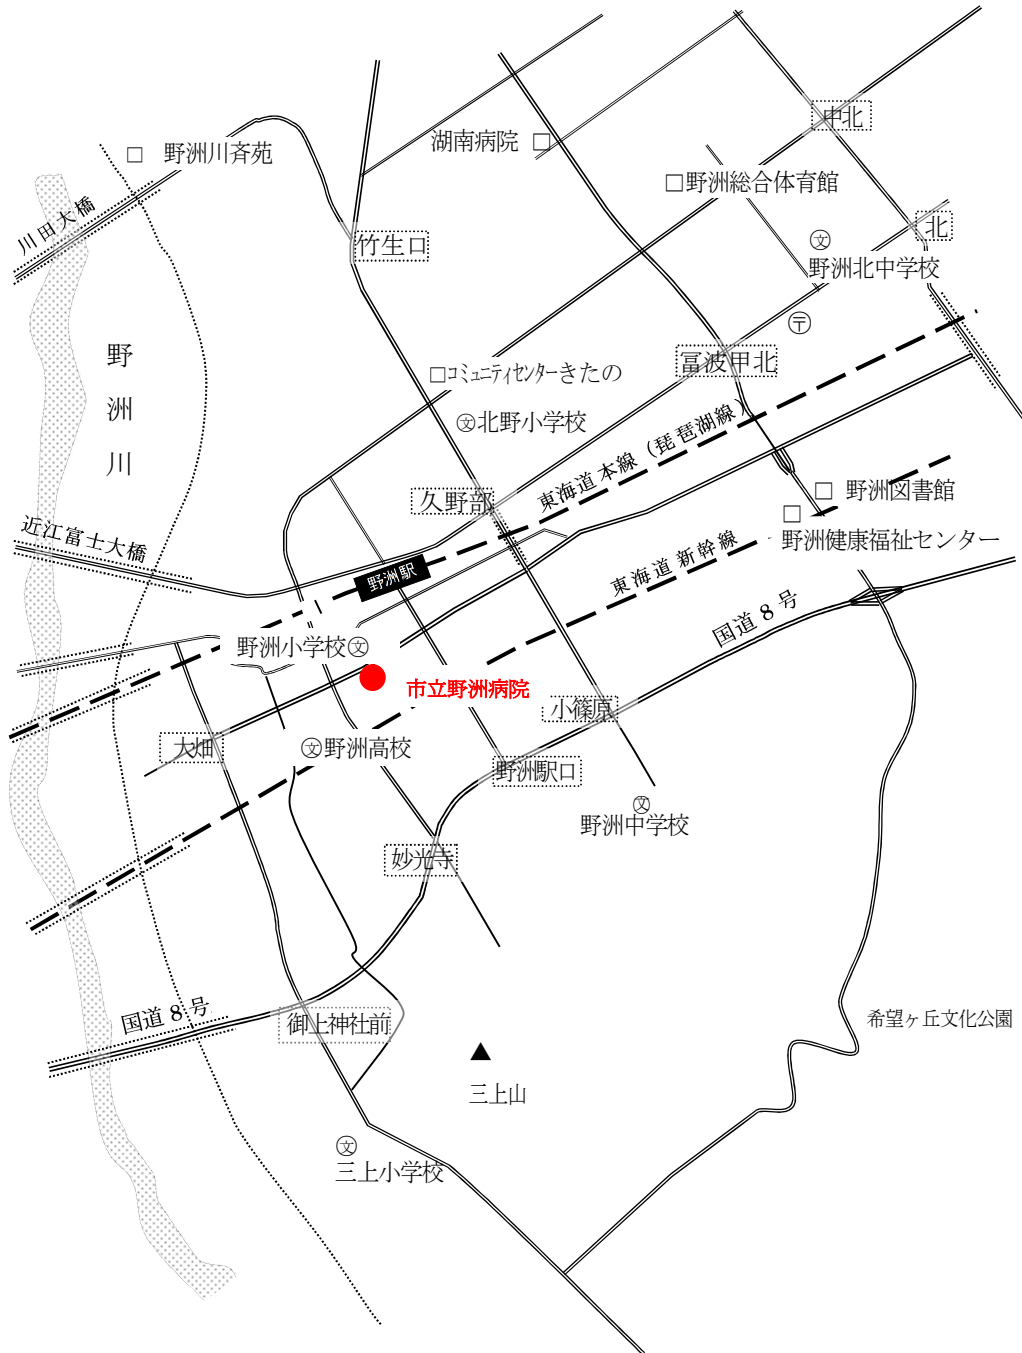 中北
湖南病院
野洲川斉苑
野洲総合体育館
川田大橋
北
竹生口
文
野洲北中学校
〒
野洲川
冨波甲北
コミュニティセンターきたの
文北野小学校
東海道本線(琵琶湖線)
久野部
野洲図書館
近江富士大橋
野洲健康福祉センター
東海道新幹線
野洲駅
国道8号
野洲小学校文
市立野洲病院
小篠原
大畑
文野洲高校
野洲駅口
文
野洲中学校
妙光寺
国道8号
御上神社前
希望ヶ丘文化公園
三上山
文
三上小学校